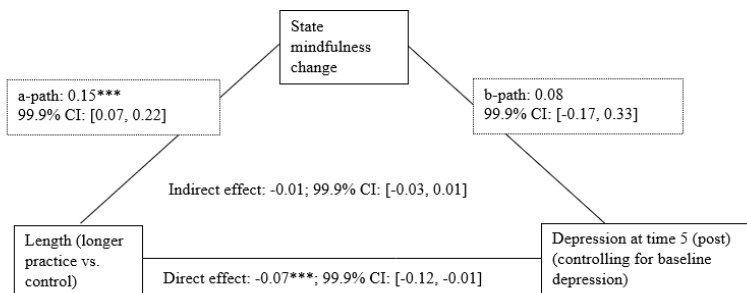 State
mindfulness
change
a-path: 0.15***
99.9% CI: [0.07, 0.22]
b-path: 0.08
99.9% CI: [-0.17, 0.33]
Indirect effect: -0.01; 99.9% CI: [-0.03, 0.01]
Length (longer
practice vs.
control)
Depression at time 5 (post)
(controlling for baseline
depression)
Direct effect: -0.07***; 99.9% CI: [-0.12, -0.01]